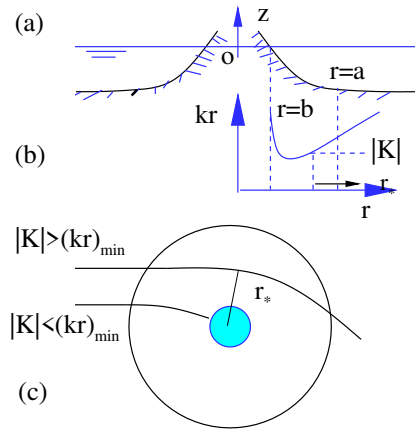 (a)
z
o
r=a
kr
r=b
(b)
|K|
r*
r
|K|>(kr)min
r*
|K|<(kr)min
(c)